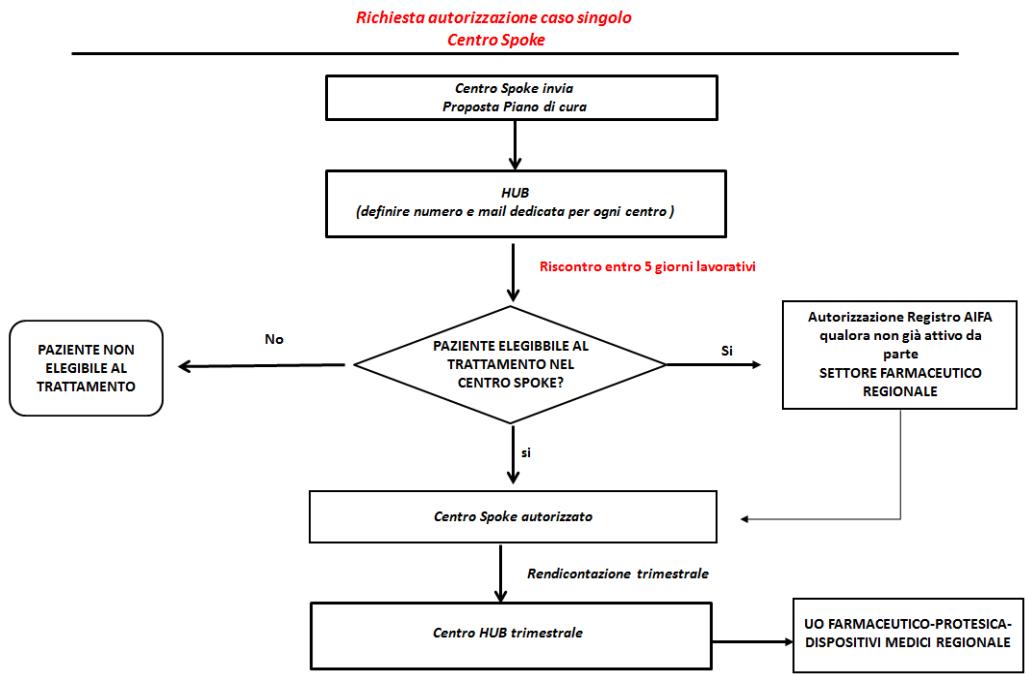 Richiesta autorizzazione caso singolo
Centro Spoke
Centro Spoke invia
Proposta Piano di cura
HUB
(definire numero e mail dedicata per ogni centro )
Riscontro entro 5 giorni lavorativi
No
PAZIENTE NON
ELEGIBILE AL
TRATTAMENTO
PAZIENTE ELEGIBBILE AL
TRATTAMENTO NEL
CENTRO SPOKE?
Si
Autorizzazione Registro AIFA
qualora non già attivo da
parte
SETTORE FARMACEUTICO
REGIONALE
si
Centro Spoke autorizzato
Rendicontazione trimestrale
Centro HUB trimestrale
UO FARMACEUTICO-PROTESICA-
DISPOSITIVI MEDICI REGIONALE